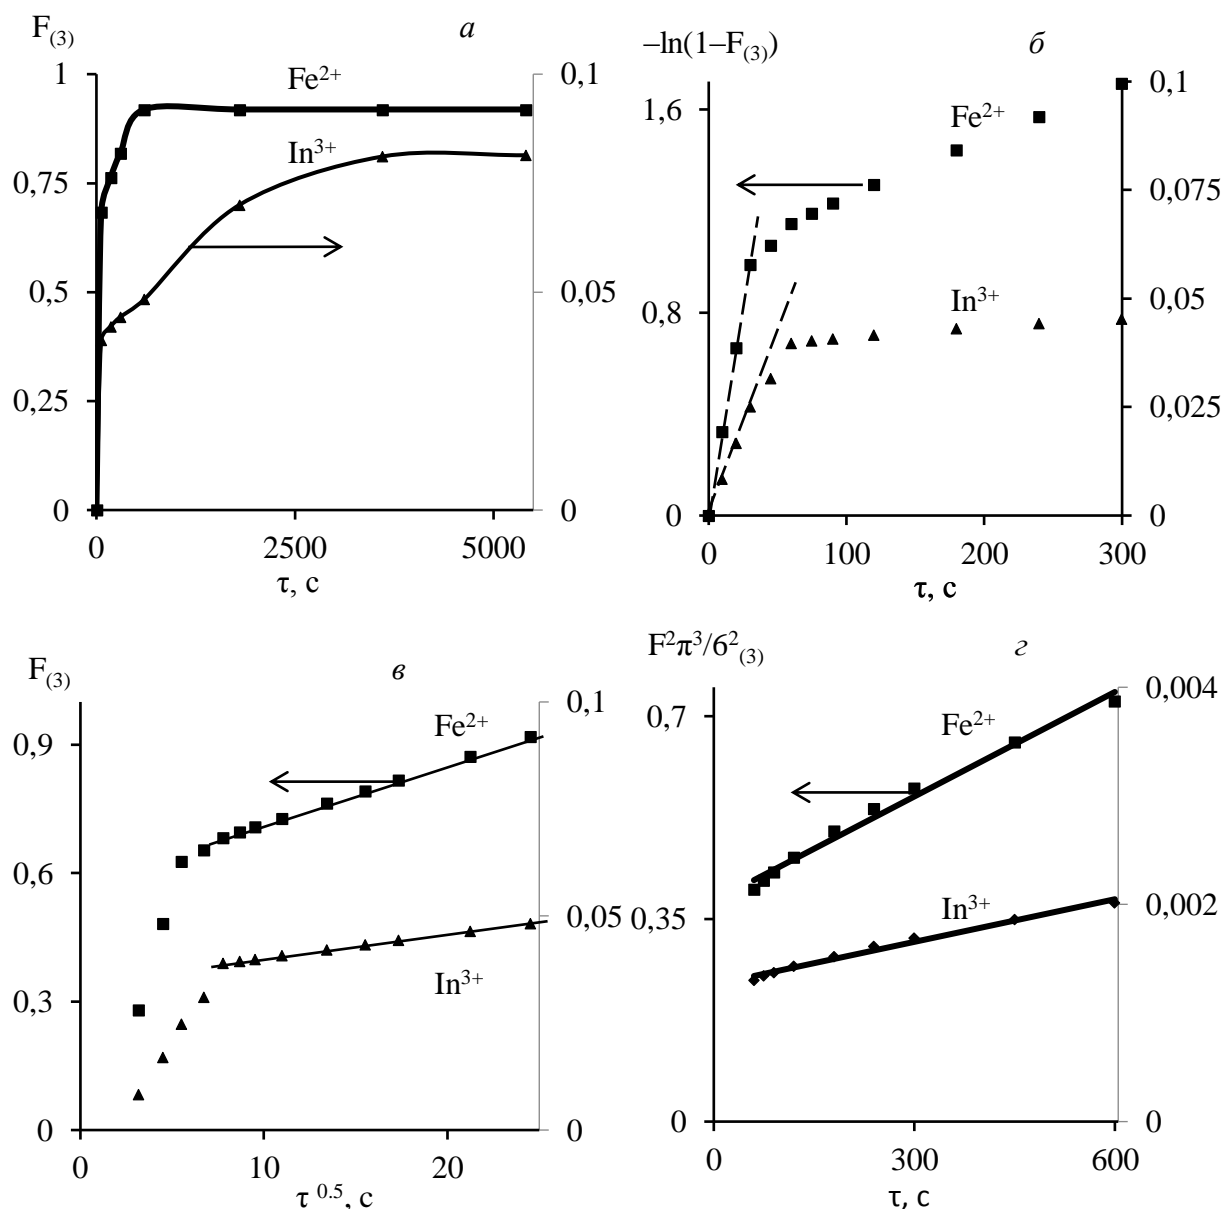 F(3)
а
1
0,1
Fe2+
0,75
In3+
0,5
0,05
0,25
0
0
0
2500
5000
τ, с
–ln(1–F(3))
б
0,1
1,6
Fe2+
0,075
0,8
In3+
0,05
0,025
0
0
0
100
200
300
τ, с
F(3)
в
0,1
0,9
Fe2+
0,6
0,05
In3+
0,3
0
0
0
10
20
τ 0.5, с
F2π3/62(3)
г
0,004
0,7
Fe2+
0,35
In3+
0,002
0
0
0
300
600
τ, с